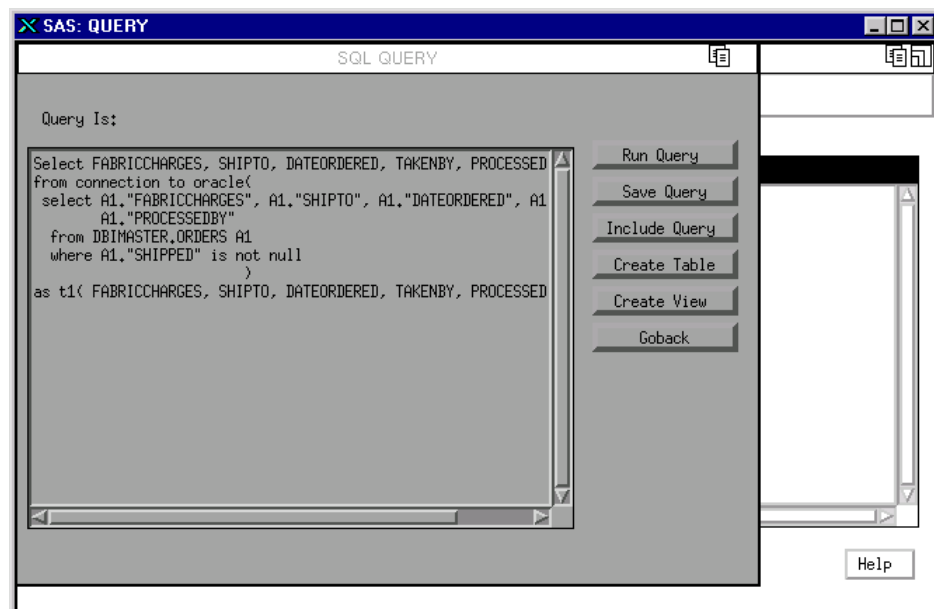 SAS: QUERY
SQL QUERY
Query Is:
Select FABRICCHARGES, SHIPTO, DATEORDERED, TAKENBY, PROCESSED
from connection to oracle(
select A1."FABRICCHARGES", A1."SHIPTO", A1."DATEORDERED", A1
A1."PROCESSEDBY"
from DBIMASTER.ORDERS A1
where A1."SHIPPED" is not null
)
as t1( FABRICCHARGES, SHIPTO, DATEORDERED, TAKENBY, PROCESSED
Run Query
Save Query
Include Query
Create Table
Create View
Goback
Help